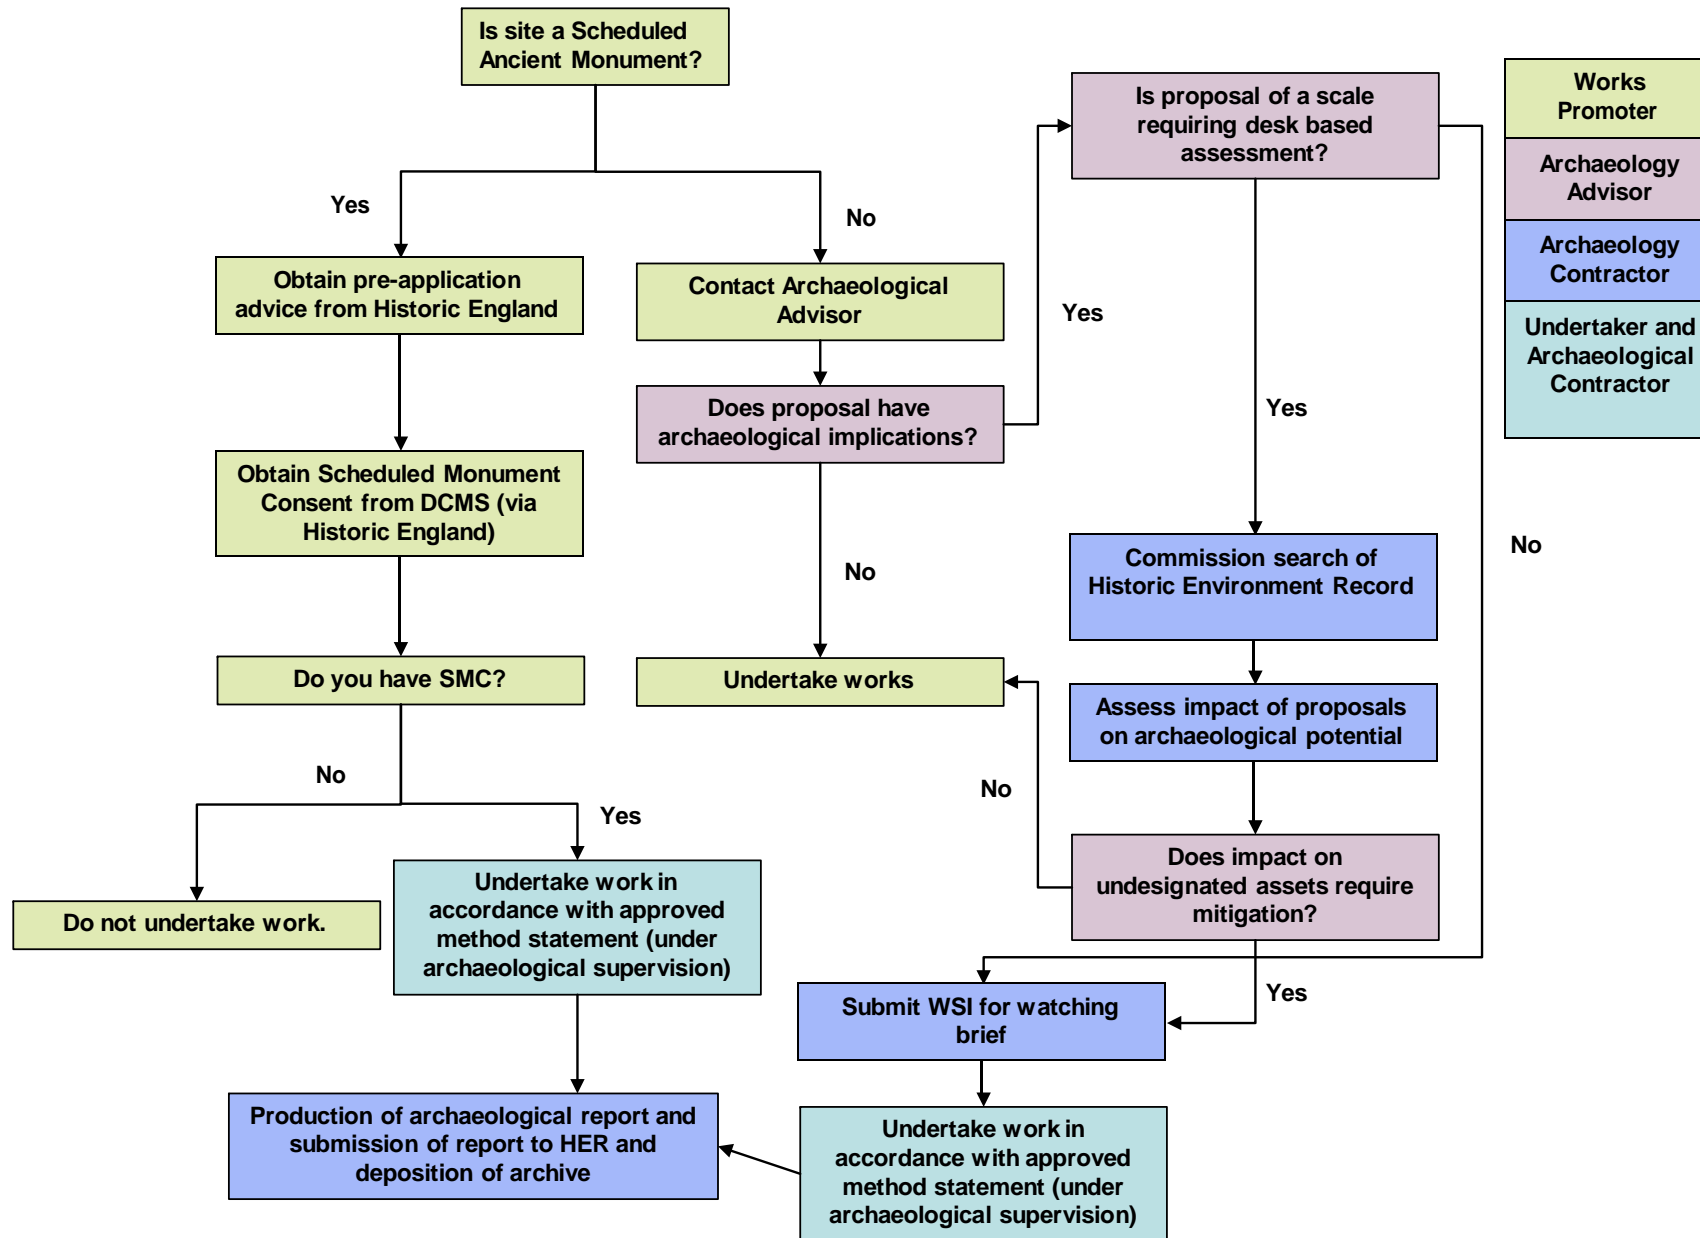 Is site a Scheduled
Ancient Monument?
Yes
No
Obtain pre-application
advice from Historic England
Contact Archaeological
Advisor
Obtain Scheduled Monument
Consent from DCMS (via
Historic England)
Does proposal have
archaeological implications?
Yes
No
Do you have SMC?
Undertake works
No
Yes
Do not undertake work.
Undertake work in
accordance with approved
method statement (under
archaeological supervision)
Is proposal of a scale
requiring desk based
assessment?
Yes
No
Commission search of
Historic Environment Record
Assess impact of proposals
on archaeological potential
No
Does impact on
undesignated assets require
mitigation?
Yes
Submit WSI for watching
brief
Undertake work in
accordance with approved
method statement (under
archaeological supervision)
Production of archaeological report and
submission of report to HER and
deposition of archive
Works
Promoter
Archaeology
Advisor
Archaeology
Contractor
Undertaker and
Archaeological
Contractor